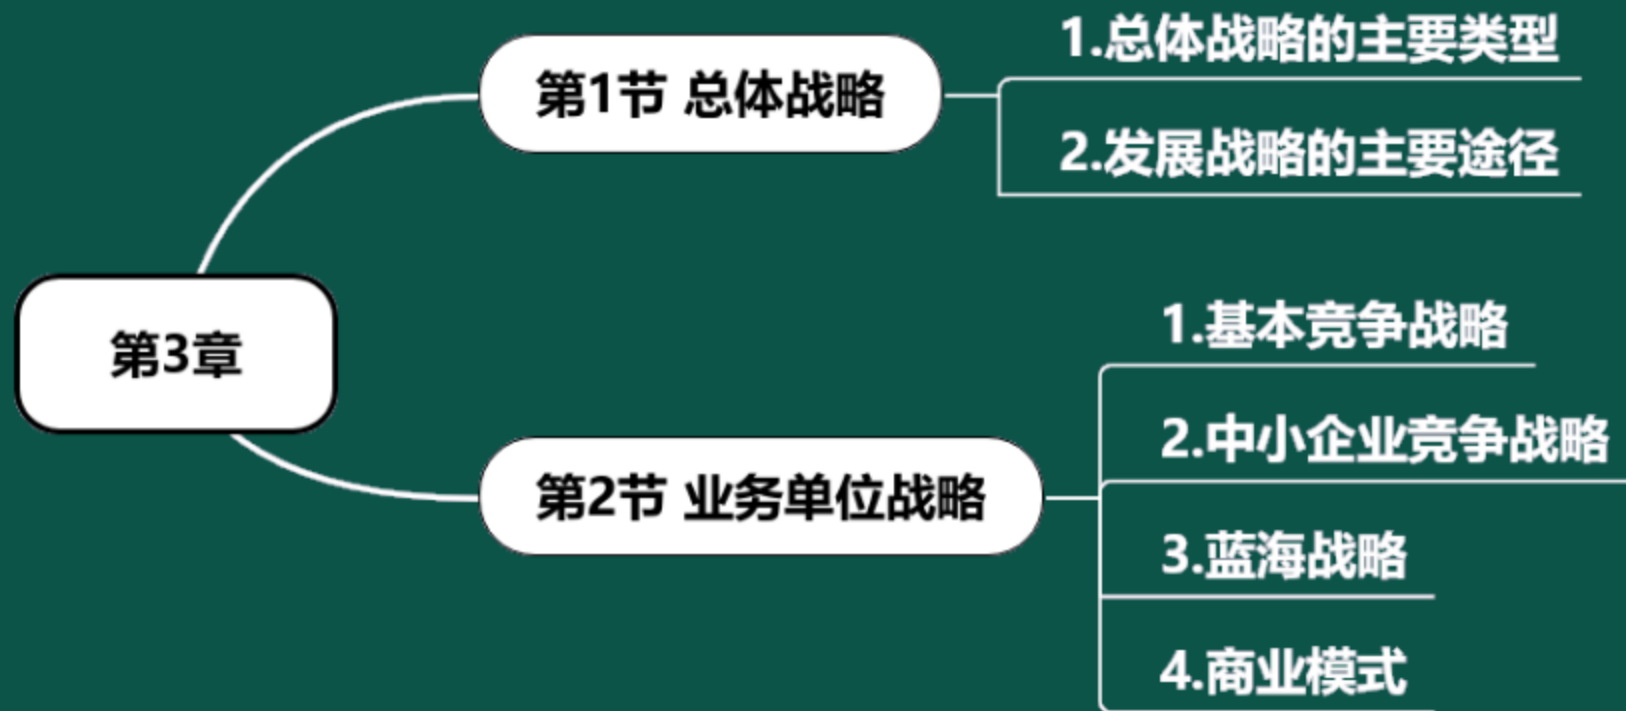 第3章
第1节 总体战略
1.总体战略的主要类型
2.发展战略的主要途径
第2节 业务单位战略
1.基本竞争战略
2.中小企业竞争战略
3.蓝海战略
4.商业模式